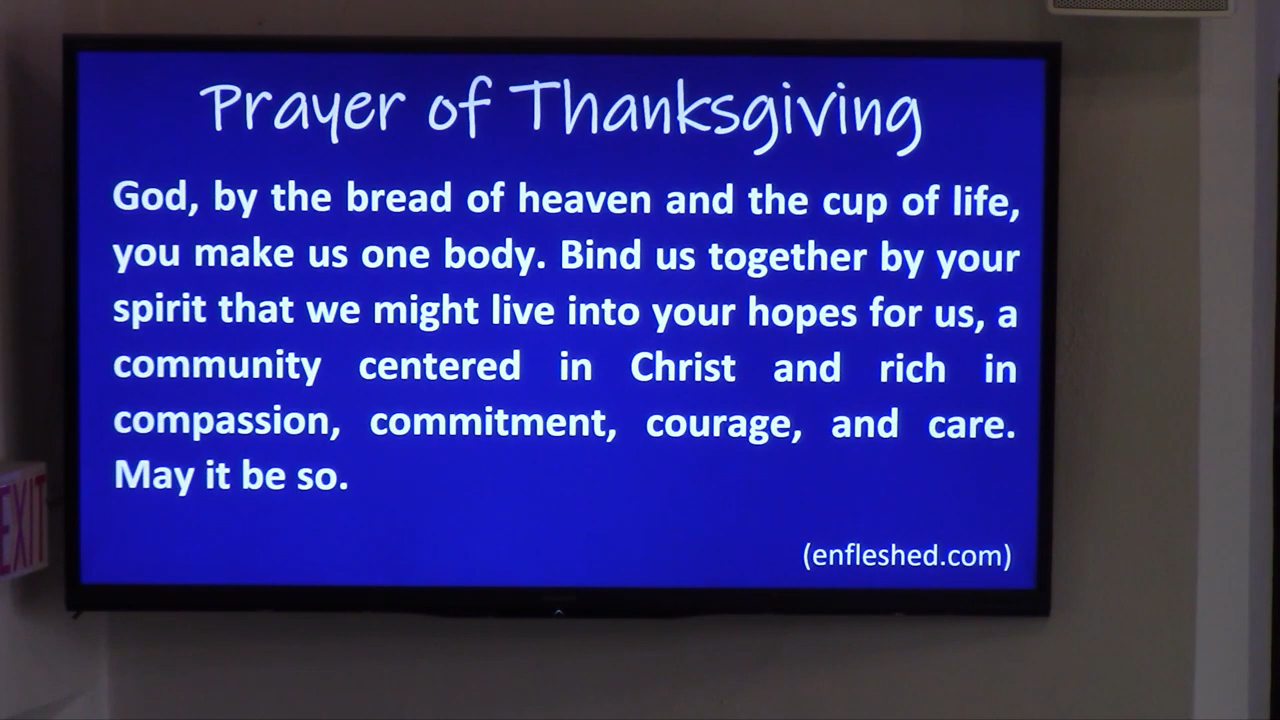 Prayer of Thanksgiving
God, by the bread of heaven and the cup of life,
you make us one body. Bind us together by your
spirit that we might live into your hopes for us, a
community centered in Christ and rich in
compassion, commitment, courage, and care.
May it be so.
(enfleshed.com)
EXIT